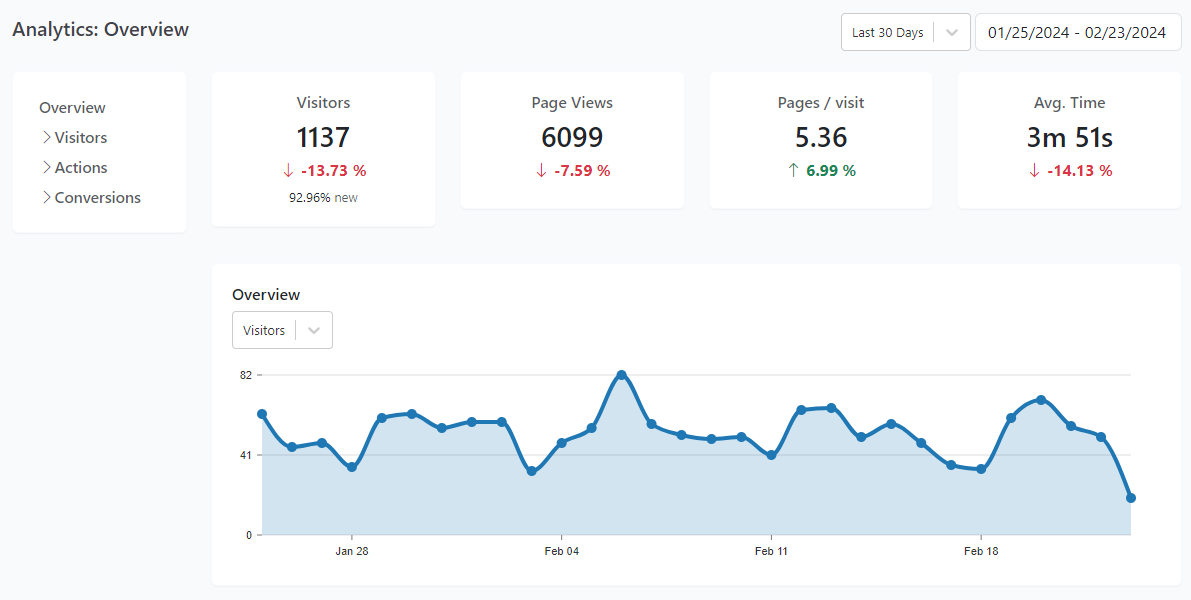 Analytics: Overview
Last 30 Days
01/25/2024 - 02/23/2024
Overview
Visitors
Actions
Conversions
Visitors
1137
↓ -13.73 %
92.96% new
Page Views
6099
↓ -7.59 %
Pages / visit
5.36
↑ 6.99 %
Avg. Time
3m 51s
↓ -14.13 %
Overview
Visitors
82
41
0
Jan 28
Feb 04
Feb 11
Feb 18